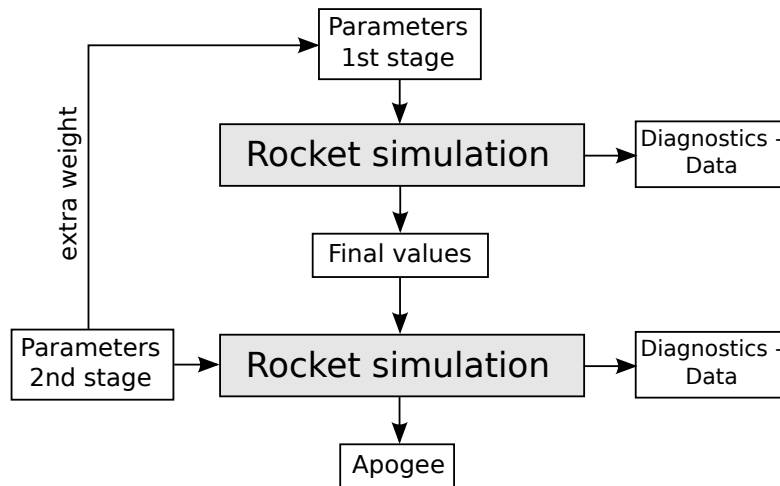 Parameters
1st stage
Rocket simulation
Diagnostics -
Data
extra weight
Final values
Parameters
2nd stage
Rocket simulation
Diagnostics -
Data
Apogee